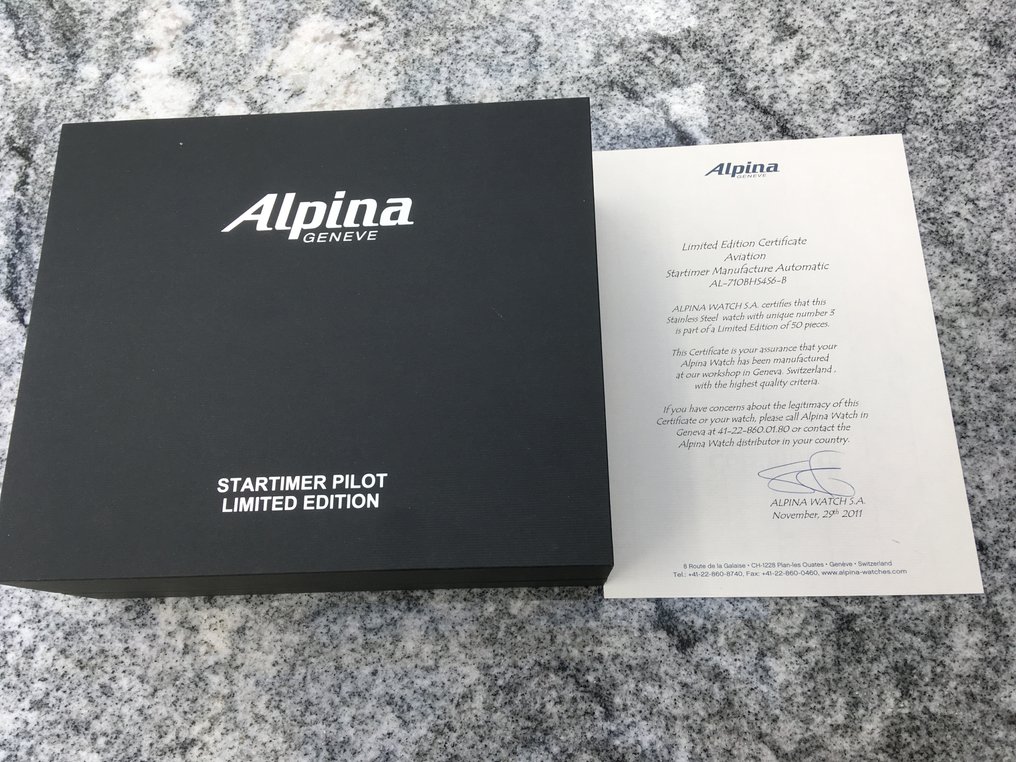 Alpina
GENEVE
STARTIMER PILOT
LIMITED EDITION
Alpina
GENEVE
Limited Edition Certificate
Aviation
Startimer Manufacture Automatic
AL-710BHS4S6-B
ALPINA WATCH S.A. certifies that this
Stainless Steel watch with unique number 3
is part of a Limited Edition of 50 pieces.
This Certificate is your assurance that your
Alpina Watch has been manufactured
at our workshop in Geneva. Switzerland .
with the highest quality criteria.
If you have concerns about the legitimacy of this
Certificate or your watch, please call Alpina Watch in
Geneva at 41-22-860.01.80 or contact the
Alpina Watch distributor in your country.
ALPINA WATCH S.A.
November, 29th 2011
8 Route de la Galaise • CH-1228 Plan-les Ouates • Genève • Switzerland
Tel.: +41-22-860-8740, Fax: +41-22-860-0460, www.alpina-watches.com